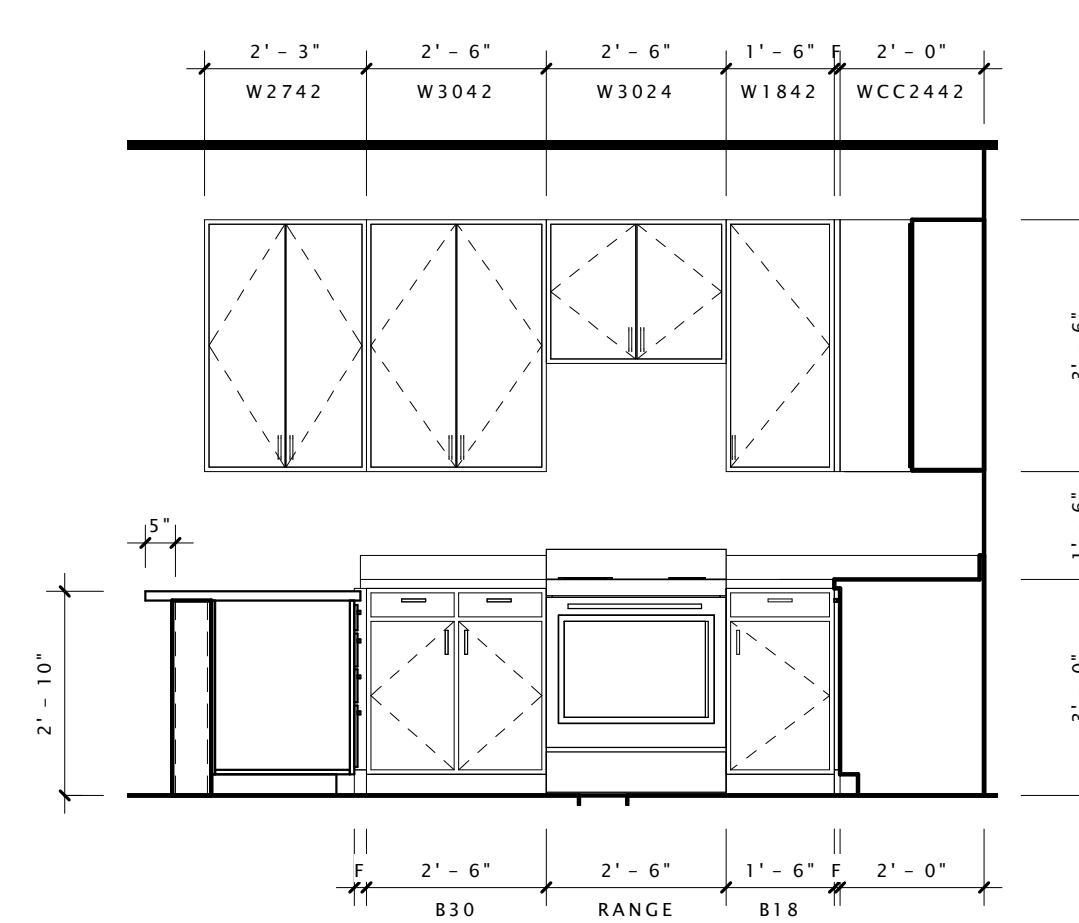 2' – 3" 2' – 6" 2' – 6" 1' – 6" F 2' – 0"
W2742 W3042 W3024 W1842 WCC2442
5"
2' – 10"
F 2' – 6" 2' – 6" 1' – 6" F 2' – 0"
B30 RANGE B18